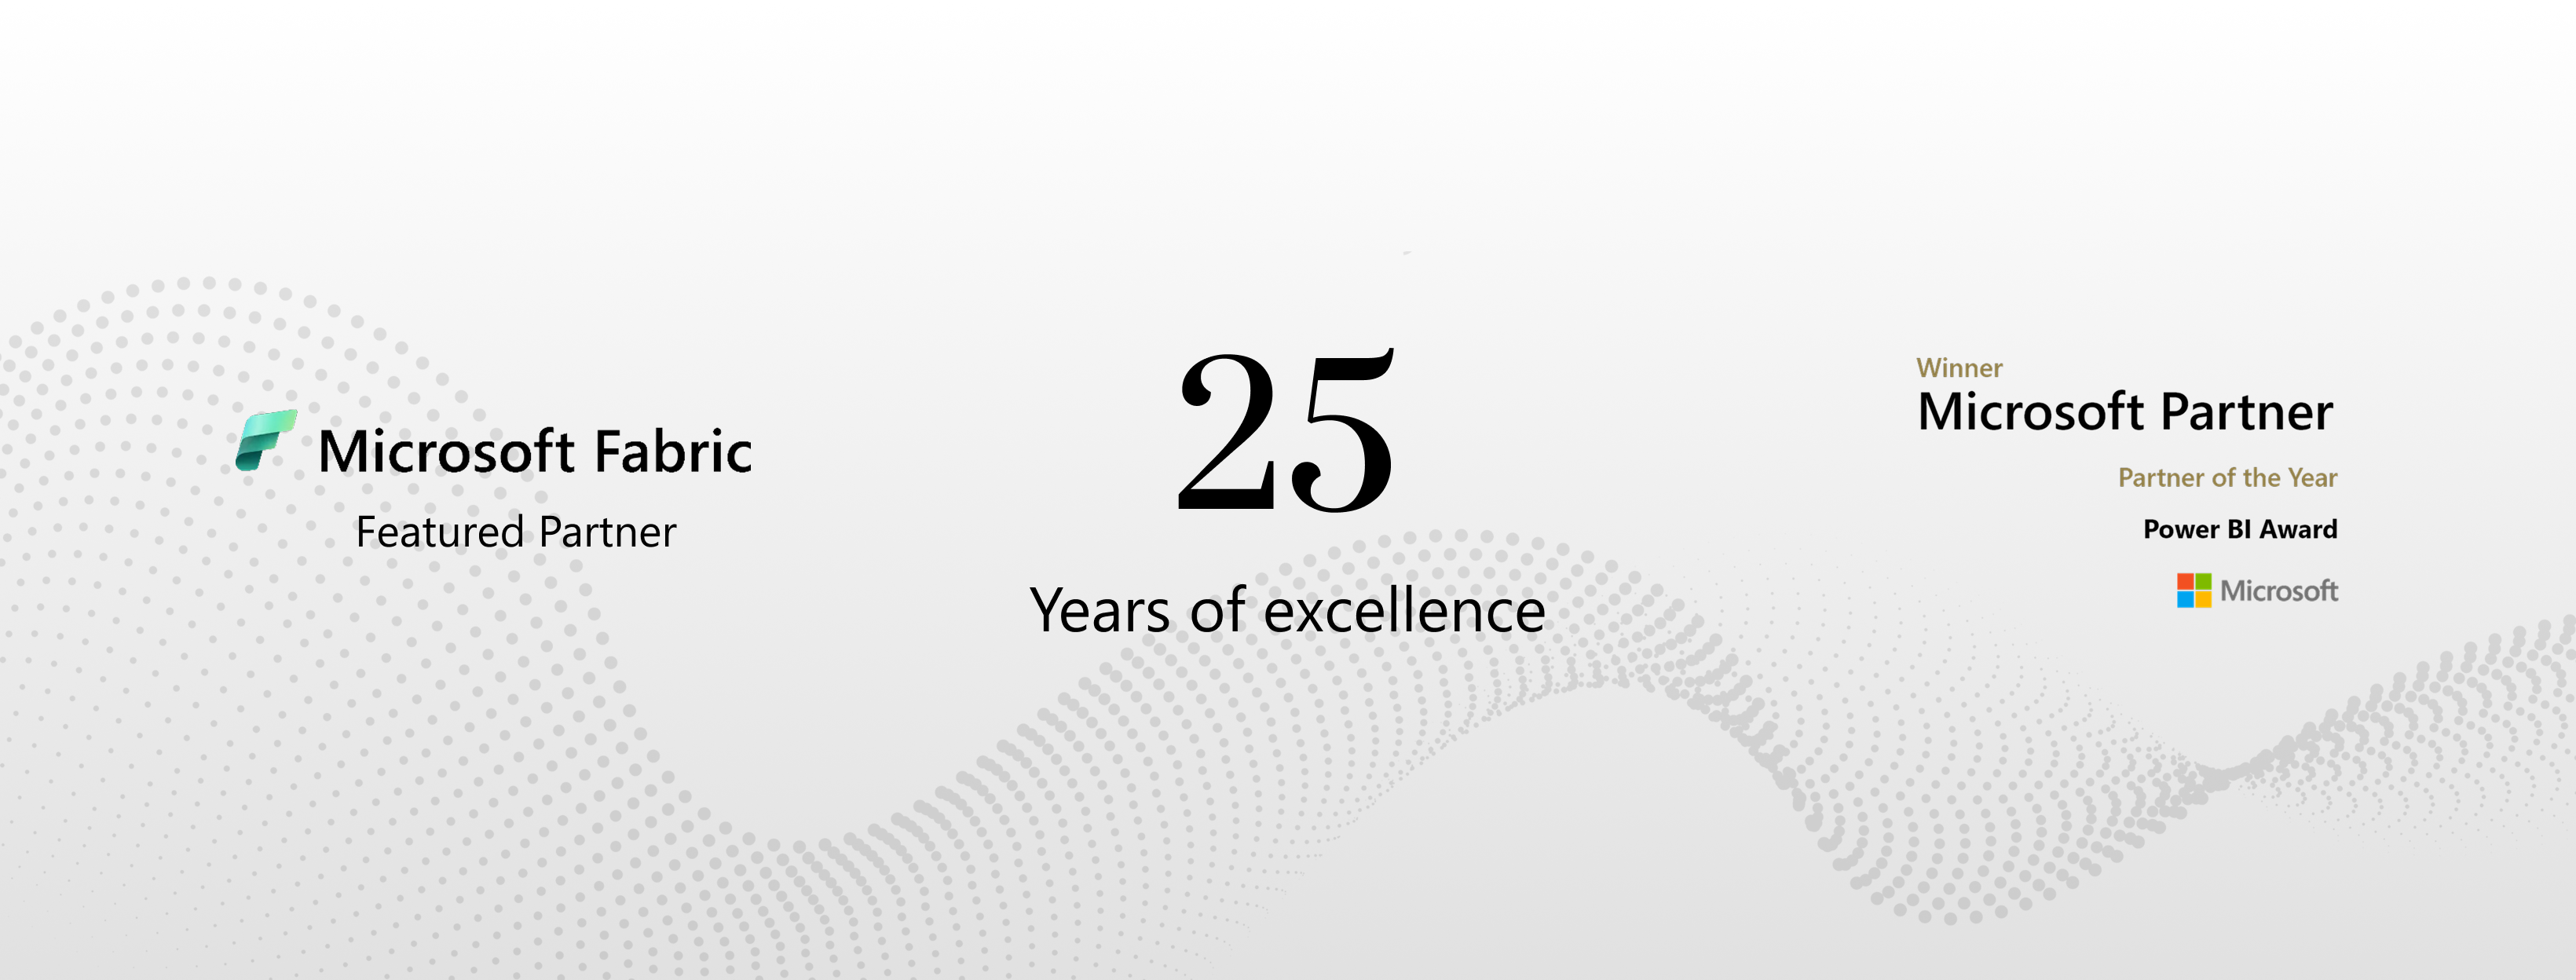 Microsoft Fabric
Featured Partner
25
Years of excellence
Winner
Microsoft Partner
Partner of the Year
Power BI Award
Microsoft